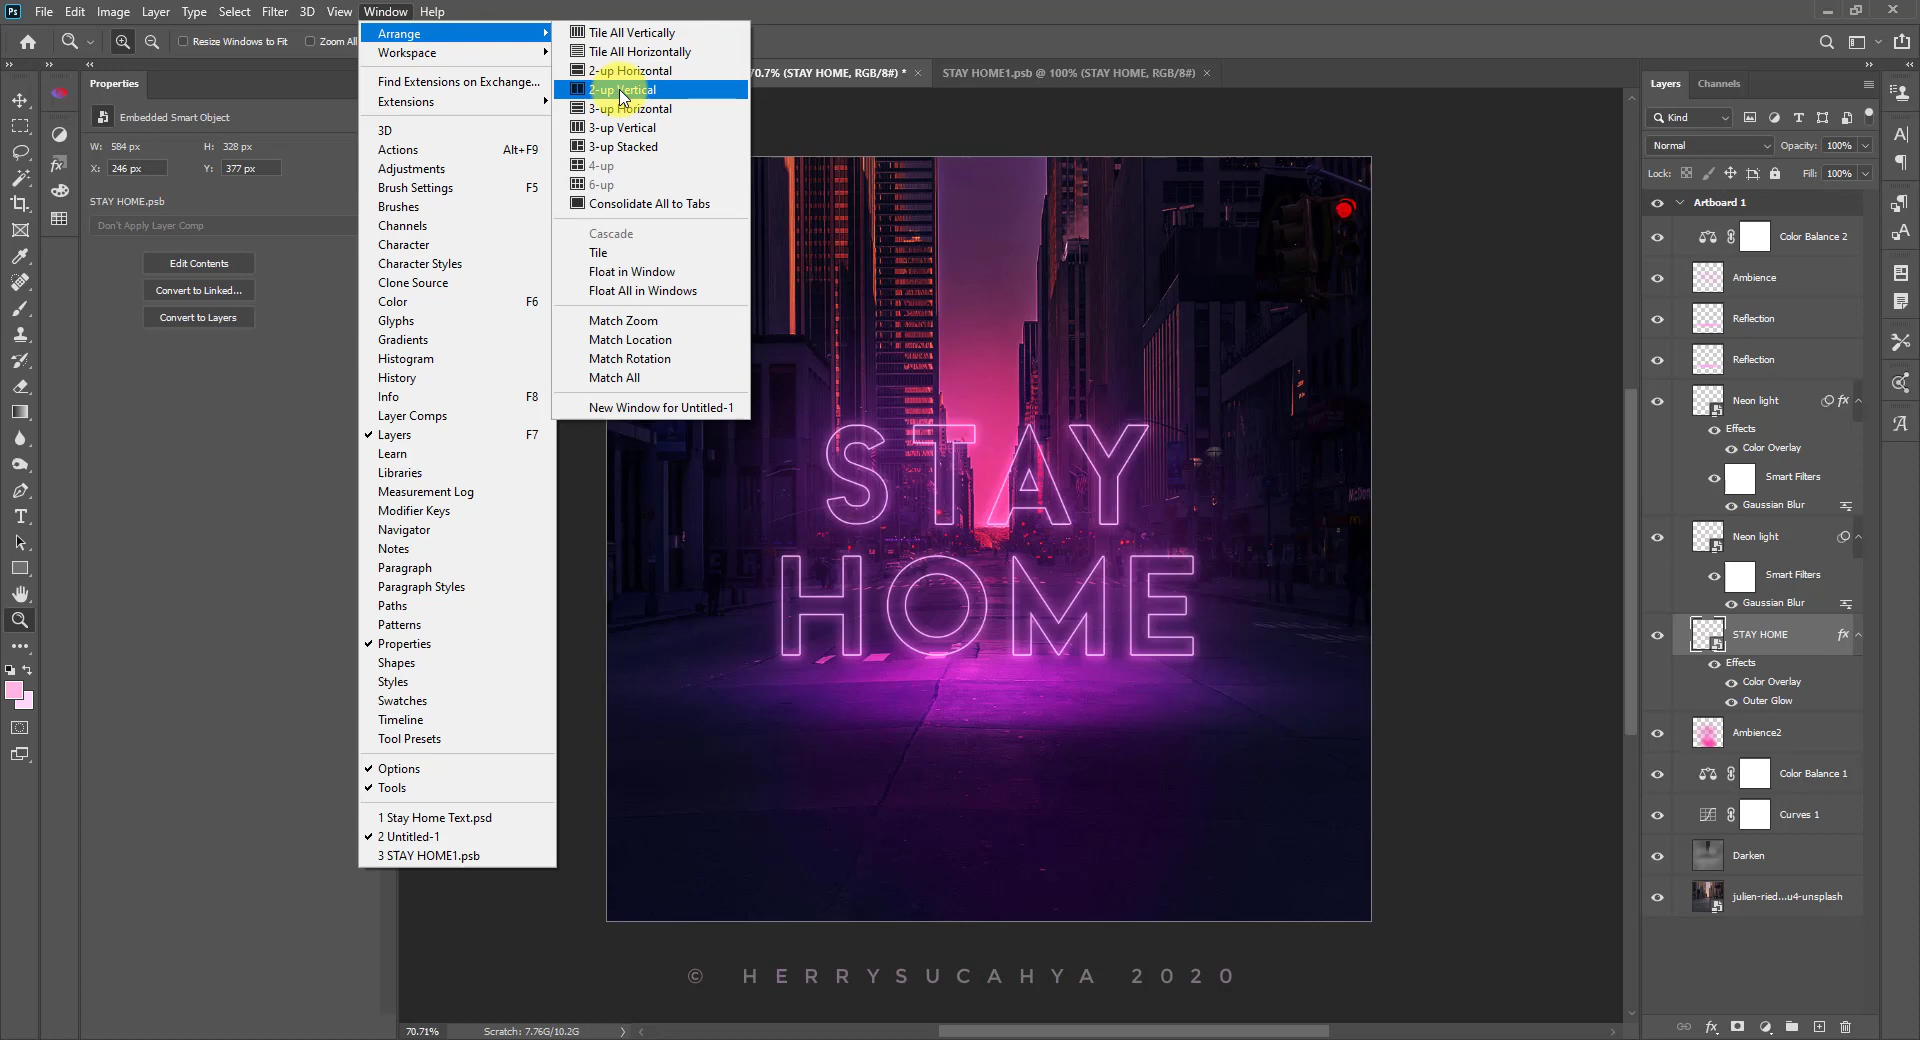 Ps File Edit Image Layer Type Select Filter 3D View Window Help
Resize Windows to Fit Zoom All
70.7% (STAY HOME, RGB/8#) * × STAY HOME1.psb @ 100% (STAY HOME, RGB/8#) ×
Properties
Embedded Smart Object
W: 584 px H: 328 px
X: 246 px Y: 377 px
STAY HOME.psb
Don't Apply Layer Comp
Edit Contents
Convert to Linked...
Convert to Layers
Arrange
Workspace
Find Extensions on Exchange...
Extensions
3D
Actions Alt+F9
Adjustments
Brush Settings F5
Brushes
Channels
Character
Character Styles
Clone Source
Color F6
Glyphs
Gradients
Histogram
History
Info F8
Layer Comps
Layers F7
Learn
Libraries
Measurement Log
Modifier Keys
Navigator
Notes
Paragraph
Paragraph Styles
Paths
Patterns
Properties
Shapes
Styles
Swatches
Timeline
Tool Presets
Options
Tools
1 Stay Home Text.psd
2 Untitled-1
3 STAY HOME1.psb
Tile All Vertically
Tile All Horizontally
2-up Horizontal
2-up Vertical
3-up Horizontal
3-up Vertical
3-up Stacked
4-up
6-up
Consolidate All to Tabs
Cascade
Tile
Float in Window
Float All in Windows
Match Zoom
Match Location
Match Rotation
Match All
New Window for Untitled-1
STAY
HOME
© HERRYSUCAHYA 2020
70.71% Scratch: 7.76G/10.2G
Layers Channels
Kind
Normal Opacity: 100%
Lock: Fill: 100%
Artboard 1
Color Balance 2
Ambience
Reflection
Reflection
Neon light fx
Effects
Color Overlay
Smart Filters
Gaussian Blur
Neon light
Smart Filters
Gaussian Blur
STAY HOME fx
Effects
Color Overlay
Outer Glow
Ambience2
Color Balance 1
Curves 1
Darken
julien-ried...u4-unsplash
fx